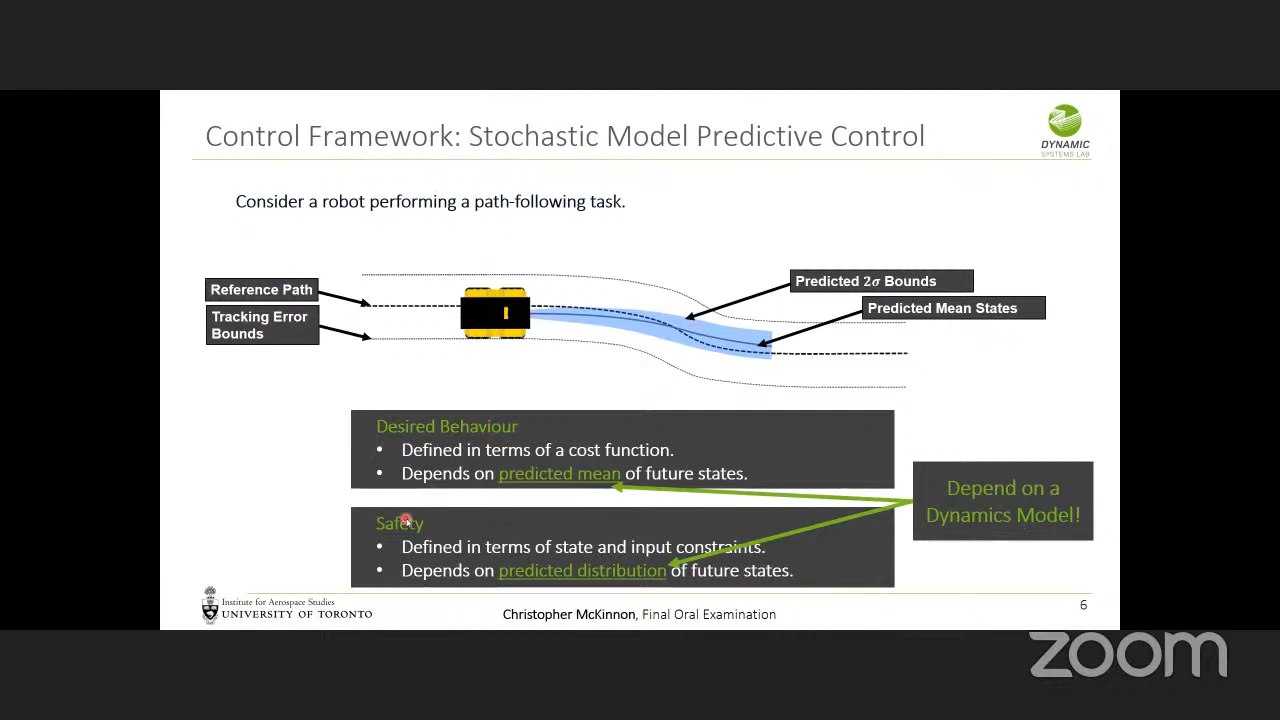 Control Framework: Stochastic Model Predictive Control
DYNAMIC
SYSTEMS LAB
Consider a robot performing a path-following task.
Reference Path
Tracking Error
Bounds
Predicted 2σ Bounds
Predicted Mean States
Desired Behaviour
• Defined in terms of a cost function.
• Depends on predicted mean of future states.
Safety
• Defined in terms of state and input constraints.
• Depends on predicted distribution of future states.
Depend on a
Dynamics Model!
Institute for Aerospace Studies
UNIVERSITY OF TORONTO
Christopher McKinnon, Final Oral Examination
6
zoom